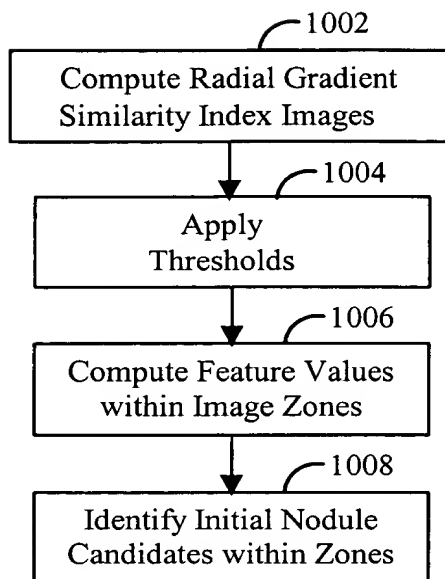 1002
Compute Radial Gradient
Similarity Index Images
1004
Apply
Thresholds
1006
Compute Feature Values
within Image Zones
1008
Identify Initial Nodule
Candidates within Zones